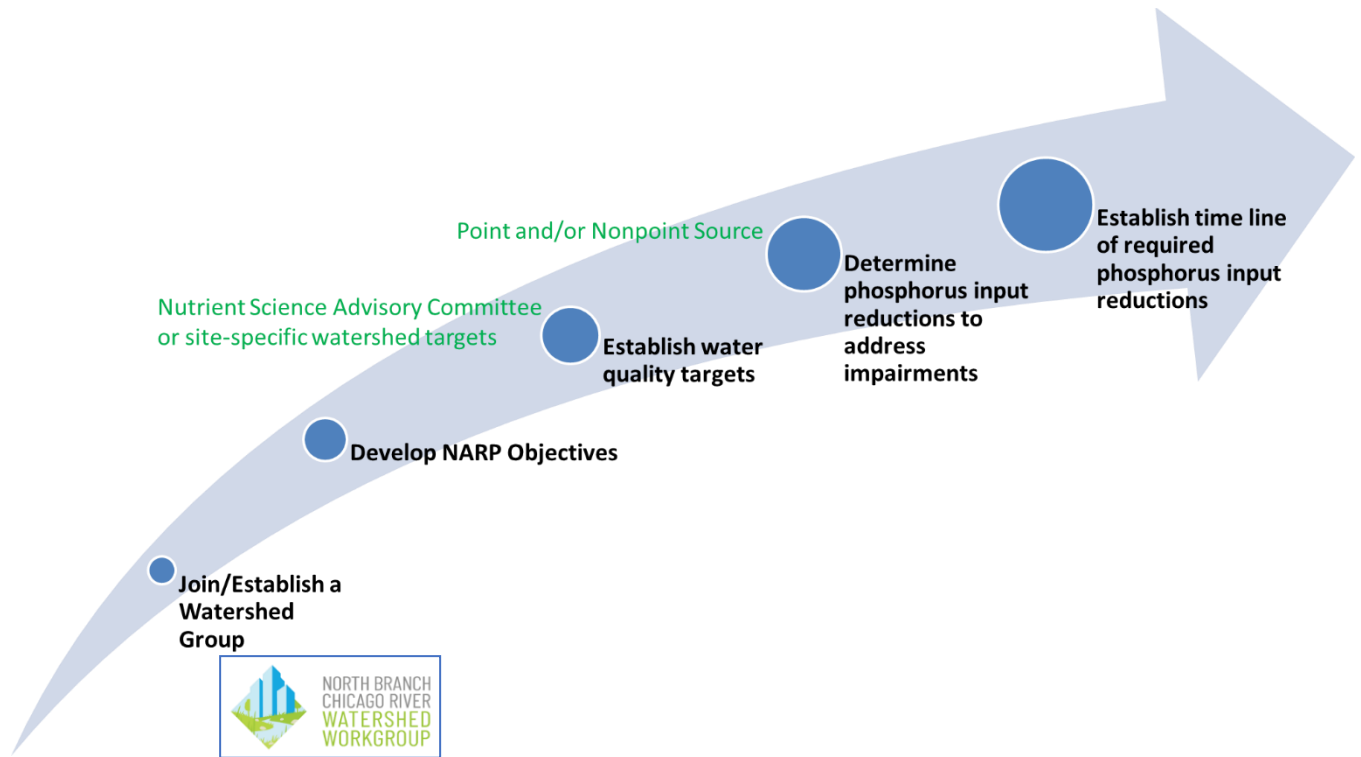 Point and/or Nonpoint Source
Establish time line
of required
phosphorus input
reductions
Determine
phosphorus input
reductions to
address
impairments
Nutrient Science Advisory Committee
or site-specific watershed targets
Establish water
quality targets
Develop NARP Objectives
Join/Establish a
Watershed
Group
NORTH BRANCH
CHICAGO RIVER
WATERSHED
WORKGROUP